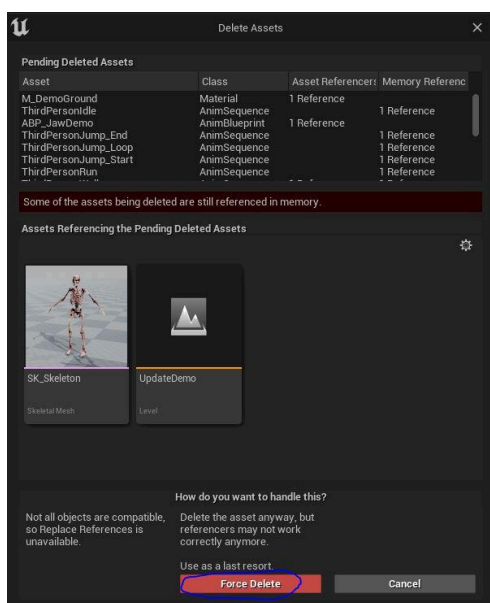 Delete Assets
Pending Deleted Assets
Asset Class Asset Referencers Memory Referenc
M_DemoGround Material 1 Reference
ThirdPersonIdle AnimSequence 1 Reference
ABP_JawDemo AnimBlueprint 1 Reference
ThirdPersonJump_End AnimSequence 1 Reference
ThirdPersonJump_Loop AnimSequence 1 Reference
ThirdPersonJump_Start AnimSequence 1 Reference
ThirdPersonRun AnimSequence 1 Reference
Some of the assets being deleted are still referenced in memory.
Assets Referencing the Pending Deleted Assets
SK_Skeleton UpdateDemo
Skeletal Mesh Level
How do you want to handle this?
Not all objects are compatible, Delete the asset anyway, but
so Replace References is referencers may not work
unavailable. correctly anymore.
Use as a last resort.
Force Delete Cancel